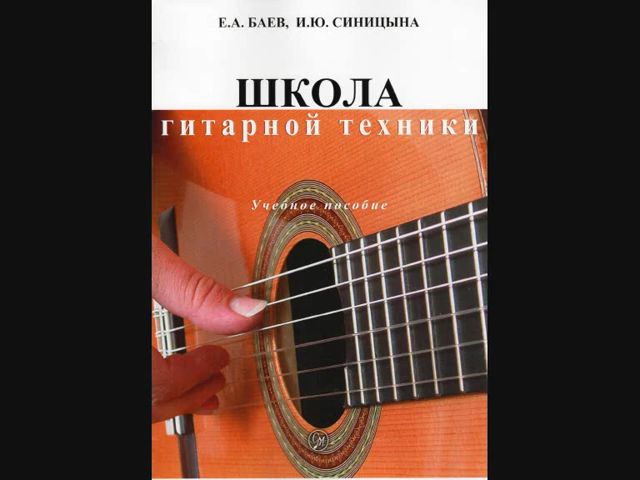 Е.А. БАЕВ, И.Ю. СИНИЦЫНА
ШКОЛА
гитарной техники
Учебное пособие